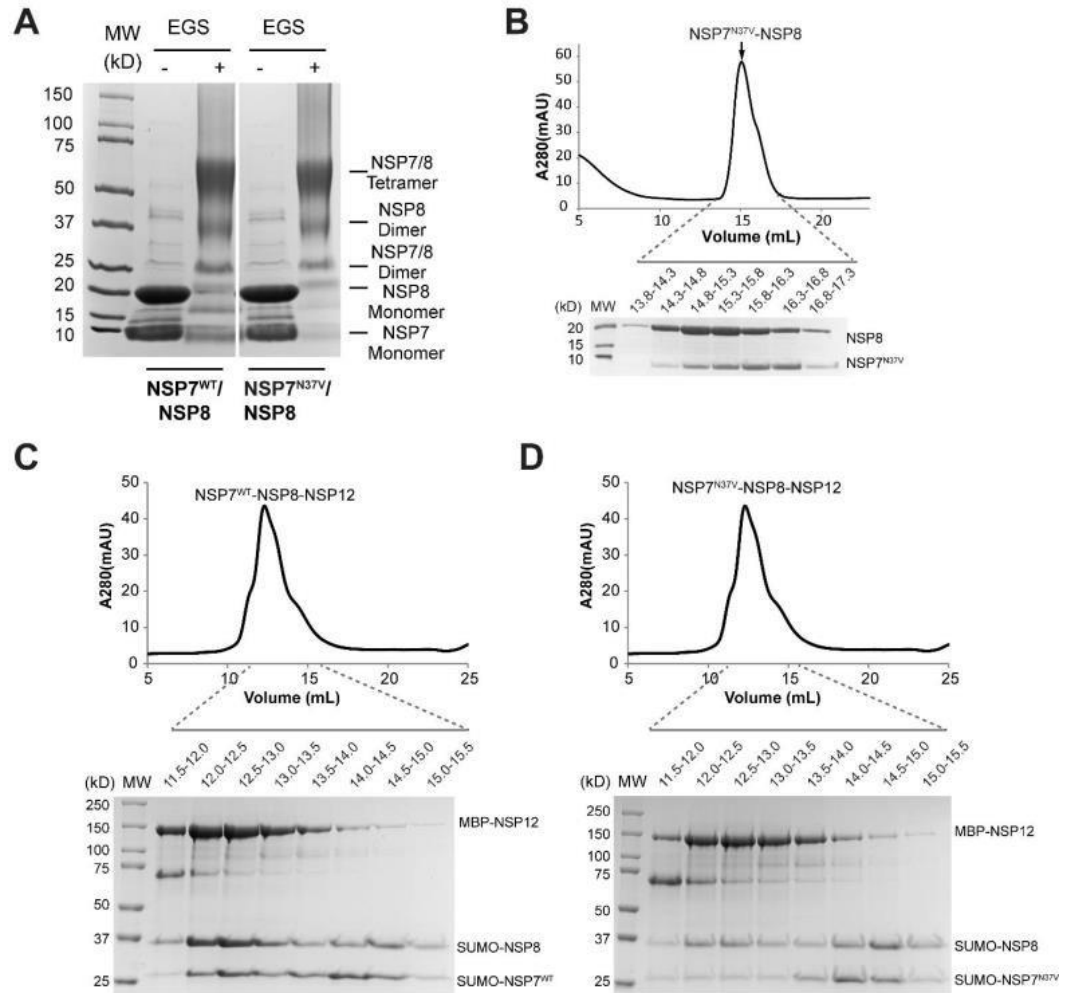 A
MW
(kD)
EGS
EGS
-
+
-
+
150
100
75
50
37
25
20
15
10
NSP7/8
Tetramer
NSP8
Dimer
NSP7/8
Dimer
NSP8
Monomer
NSP7
Monomer
NSP7WT/
NSP8
NSP7N37V/
NSP8
B
NSP7N37V-NSP8
A280(mAU)
60
50
40
30
20
10
0
5
10
15
20
Volume (mL)
(kD)
MW
13.8-14.3
14.3-14.8
14.8-15.3
15.3-15.8
15.8-16.3
16.3-16.8
16.8-17.3
20
15
10
NSP8
NSP7N37V
C
NSP7WT-NSP8-NSP12
A280(mAU)
50
40
30
20
10
0
5
10
15
20
25
Volume (mL)
(kD)
MW
11.5-12.0
12.0-12.5
12.5-13.0
13.0-13.5
13.5-14.0
14.0-14.5
14.5-15.0
15.0-15.5
250
150
100
75
50
37
25
MBP-NSP12
SUMO-NSP8
SUMO-NSP7WT
D
NSP7N37V-NSP8-NSP12
A280(mAU)
50
40
30
20
10
0
5
10
15
20
25
Volume (mL)
(kD)
MW
11.5-12.0
12.0-12.5
12.5-13.0
13.0-13.5
13.5-14.0
14.0-14.5
14.5-15.0
15.0-15.5
250
150
100
75
50
37
25
MBP-NSP12
SUMO-NSP8
SUMO-NSP7N37V